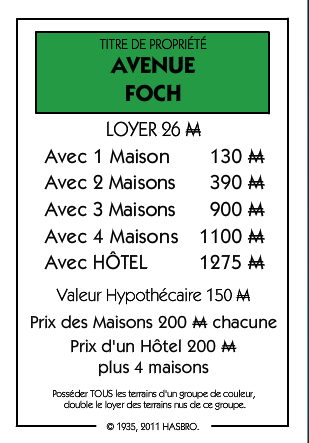 TITRE DE PROPRIÉTÉ
AVENUE
FOCH
LOYER 26 ₩
Avec 1 Maison 130 ₩
Avec 2 Maisons 390 ₩
Avec 3 Maisons 900 ₩
Avec 4 Maisons 1100 ₩
Avec HÔTEL 1275 ₩
Valeur Hypothécaire 150 ₩
Prix des Maisons 200 ₩ chacune
Prix d'un Hôtel 200 ₩
plus 4 maisons
Posséder TOUS les terrains d'un groupe de couleur,
double le loyer des terrains nus de ce groupe.
© 1935, 2011 HASBRO.